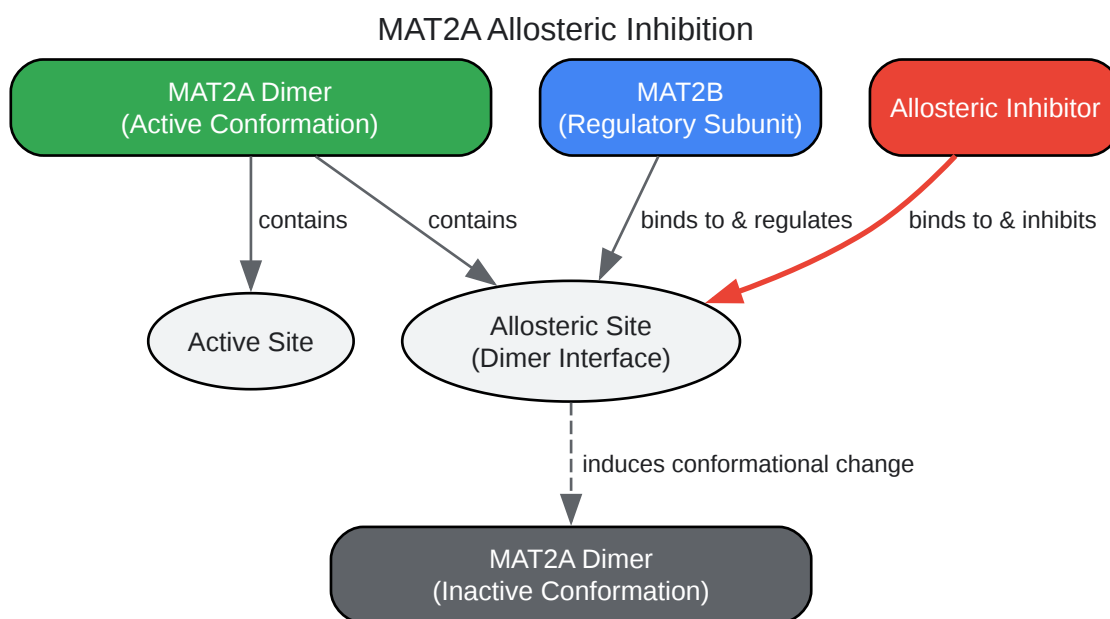 MAT2A Allosteric Inhibition
MAT2A Dimer
(Active Conformation)
MAT2B
(Regulatory Subunit)
Allosteric Inhibitor
contains
contains
binds to & regulates
binds to & inhibits
Active Site
Allosteric Site
(Dimer Interface)
induces conformational change
MAT2A Dimer
(Inactive Conformation)